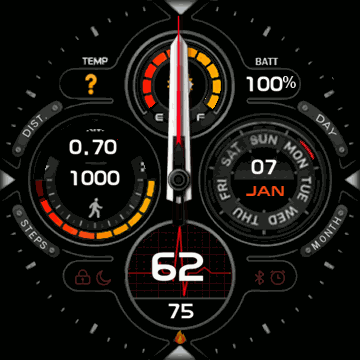 TEMP
?
BATT
100%
E F
DIST.
DAY
0.70
1000
SUN
MON
TUE
WED
THU
FRI
SAT
07
JAN
STEPS
MONTH
62
75